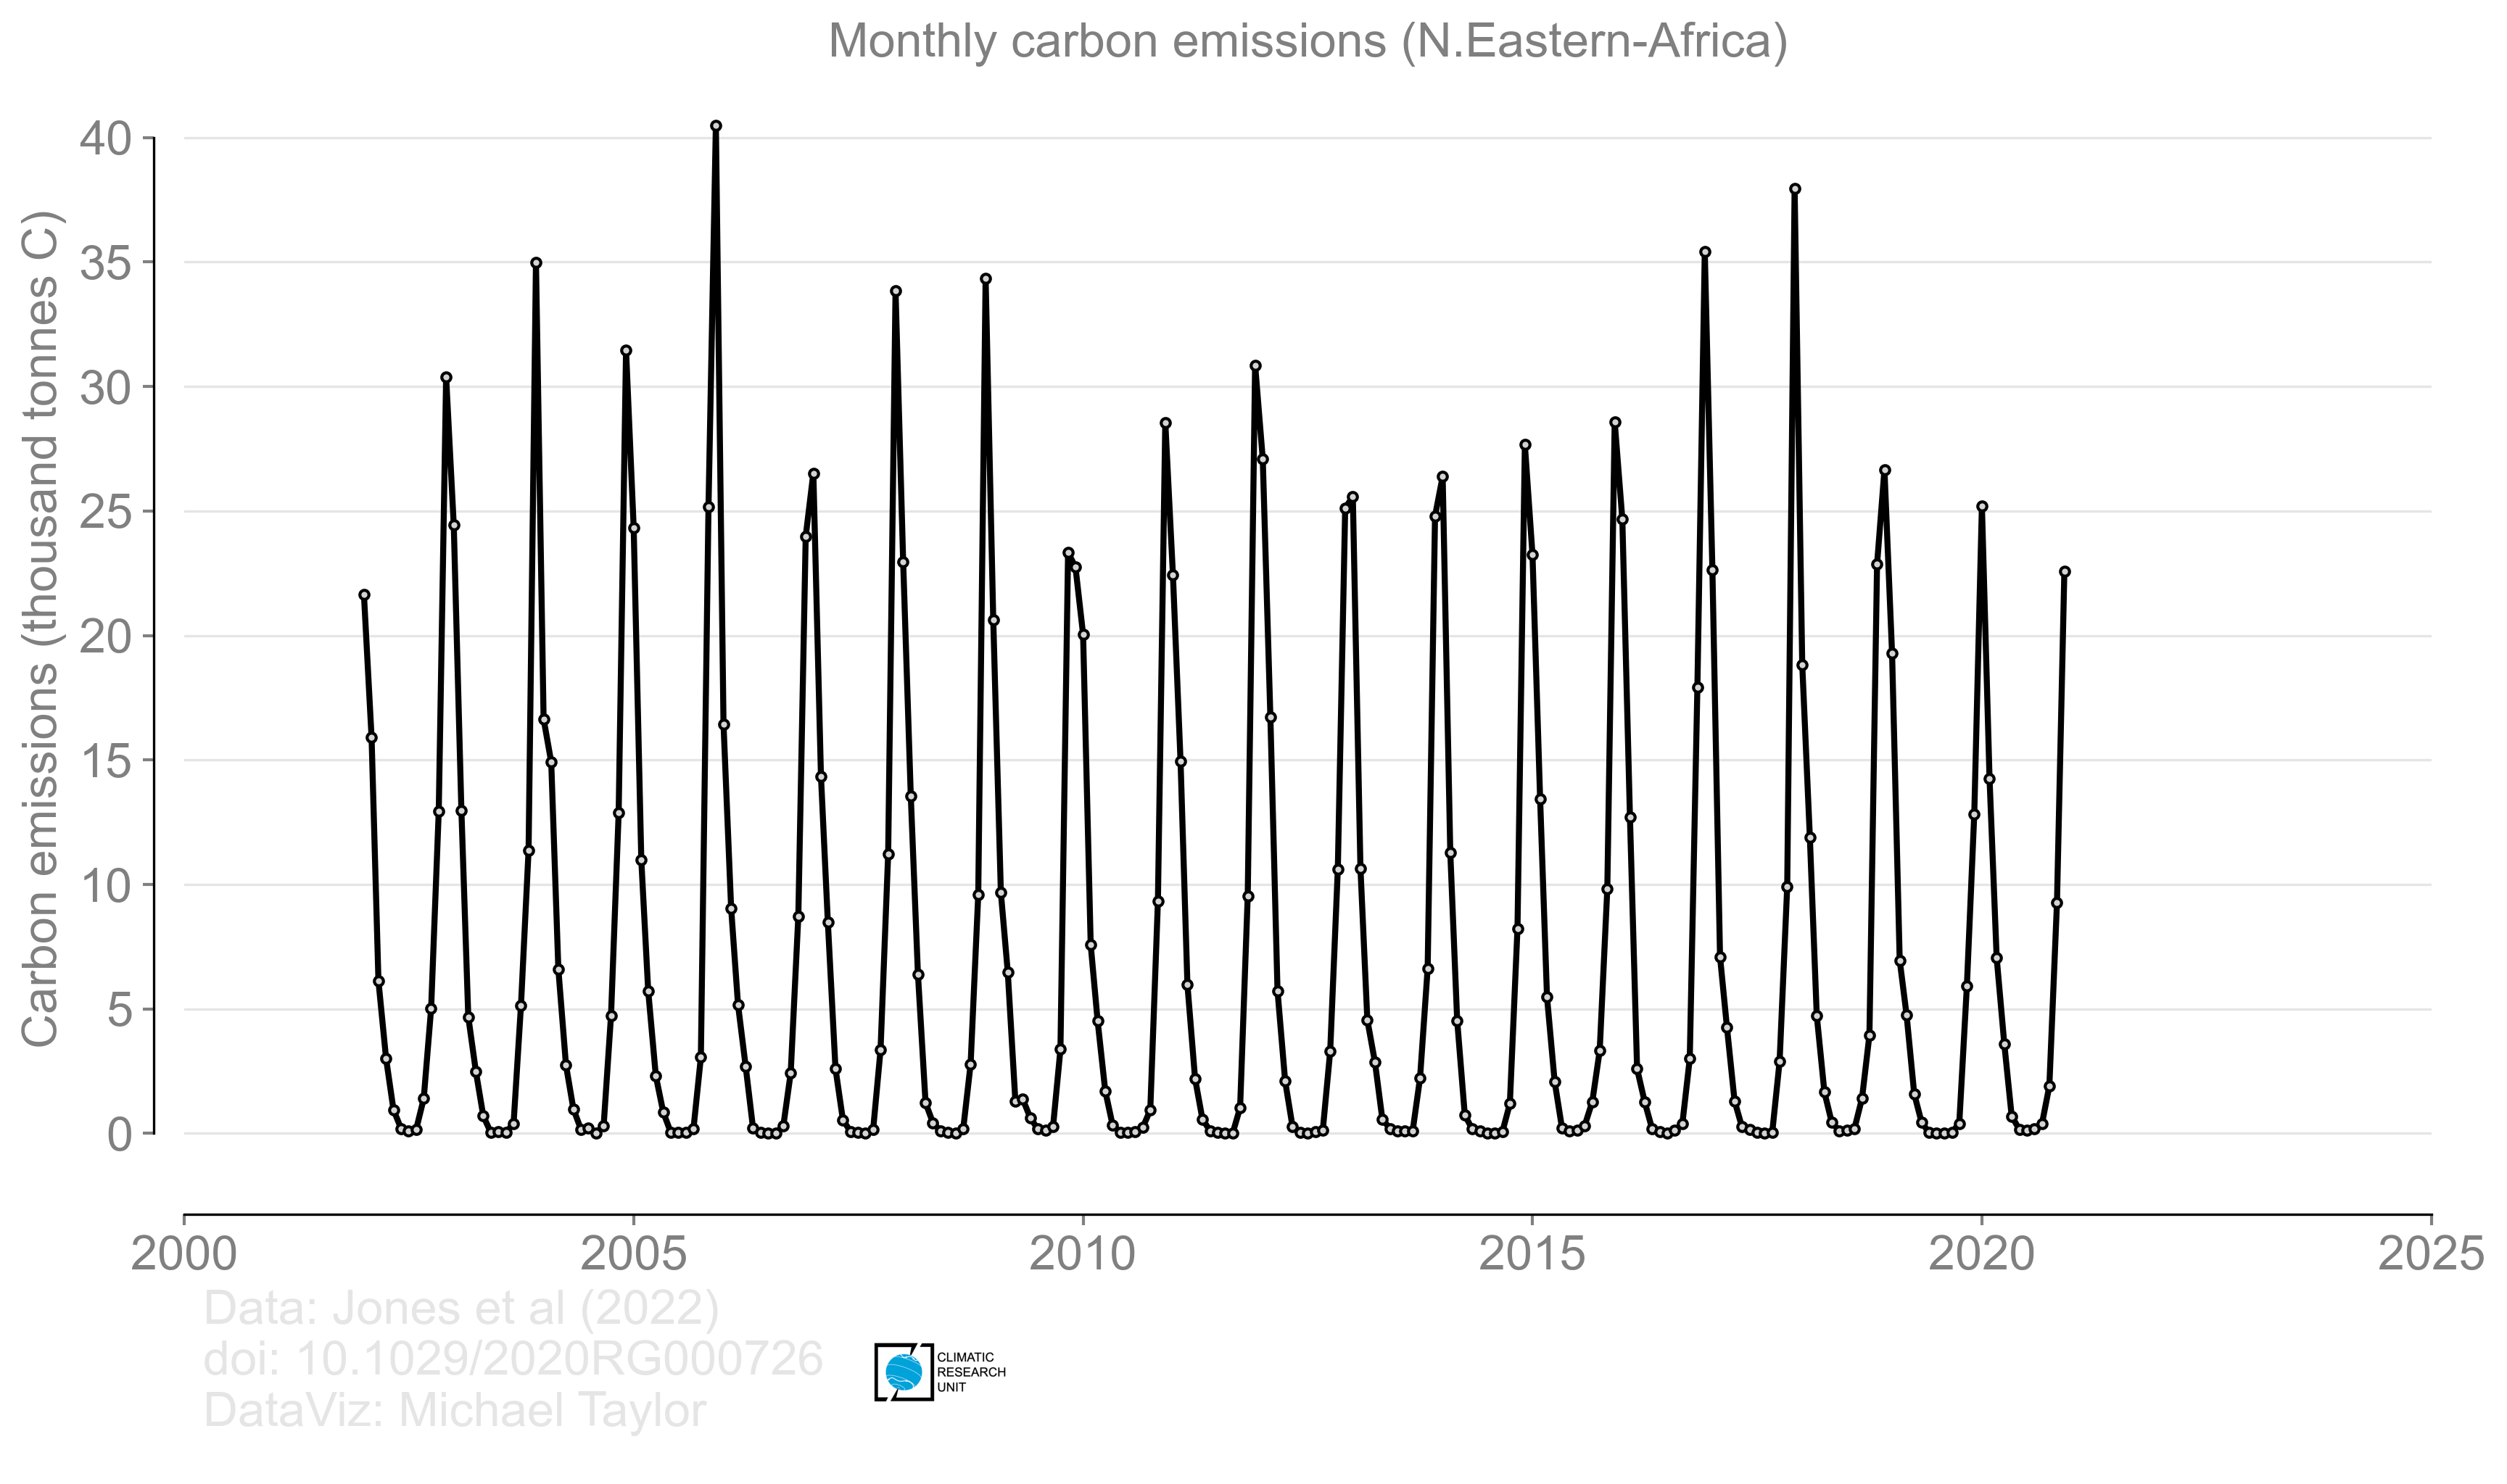 Monthly carbon emissions (N.Eastern-Africa)
Carbon emissions (thousand tonnes C)
40
35
30
25
20
15
10
5
0
2000 2005 2010 2015 2020 2025
Data: Jones et al (2022)
doi: 10.1029/2020RG000726
DataViz: Michael Taylor
CLIMATIC
RESEARCH
UNIT